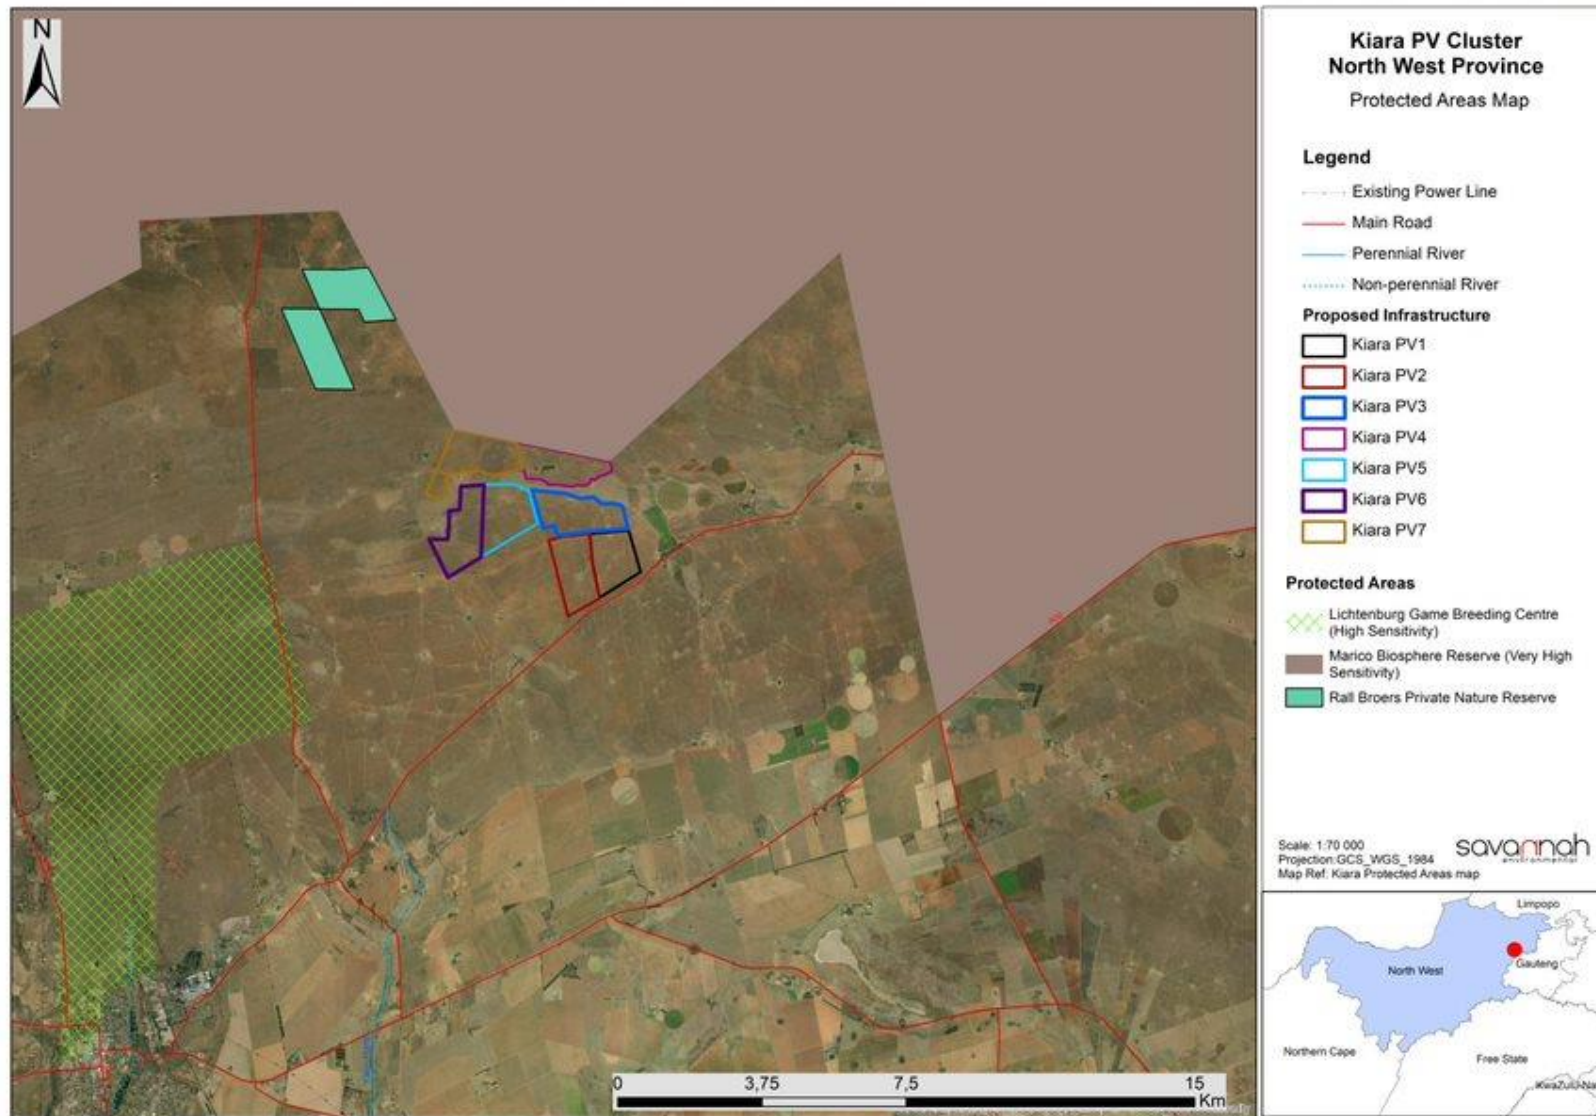 N
Kiara PV Cluster
North West Province
Protected Areas Map
Legend
Existing Power Line
Main Road
Perennial River
Non-perennial River
Proposed Infrastructure
Kiara PV1
Kiara PV2
Kiara PV3
Kiara PV4
Kiara PV5
Kiara PV6
Kiara PV7
Protected Areas
Lichtenburg Game Breeding Centre
(High Sensitivity)
Marico Biosphere Reserve (Very High
Sensitivity)
Rall Broers Private Nature Reserve
Scale: 1:70 000
Projection:GCS_WGS_1984
Map Ref: Kiara Protected Areas map
savannah
environmental
Limpopo
North West
Gauteng
Northern Cape
Free State
KwaZulu-Na
0 3,75 7,5 15
Km